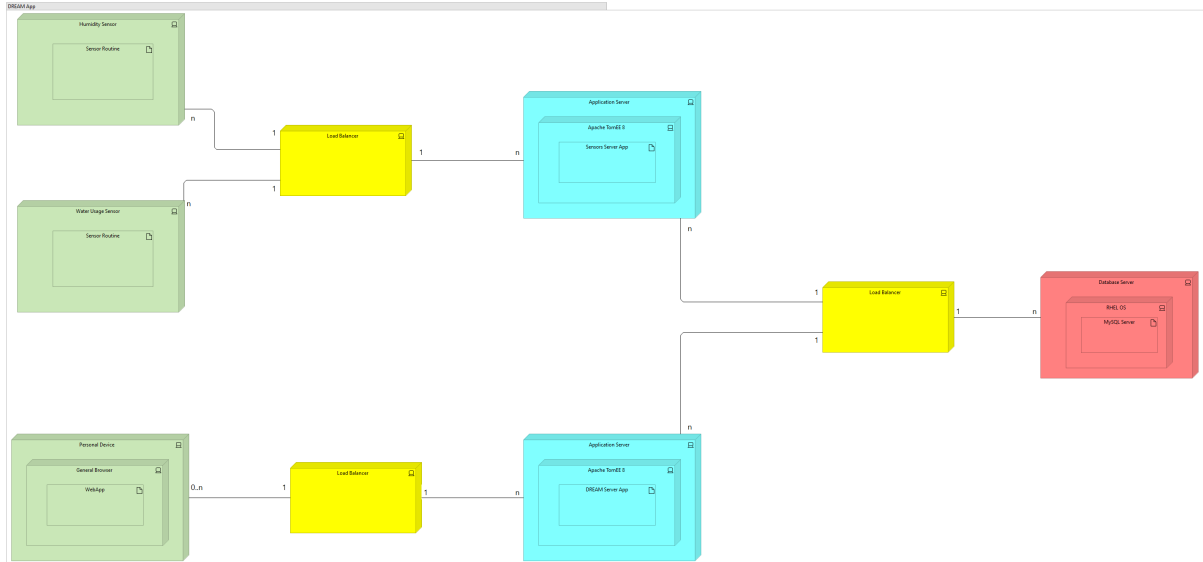 DREAM App
Humidity Sensor
Sensor Routine
n
1
Load Balancer
1
n
Application Server
Apache TomEE 8
Sensors Server App
n
1
n
Water Usage Sensor
Sensor Routine
1
Load Balancer
1
n
Database Server
RHEL OS
MySQL Server
1
n
Personal Device
General Browser
WebApp
0..n
1
Load Balancer
1
n
Application Server
Apache TomEE 8
DREAM Server App